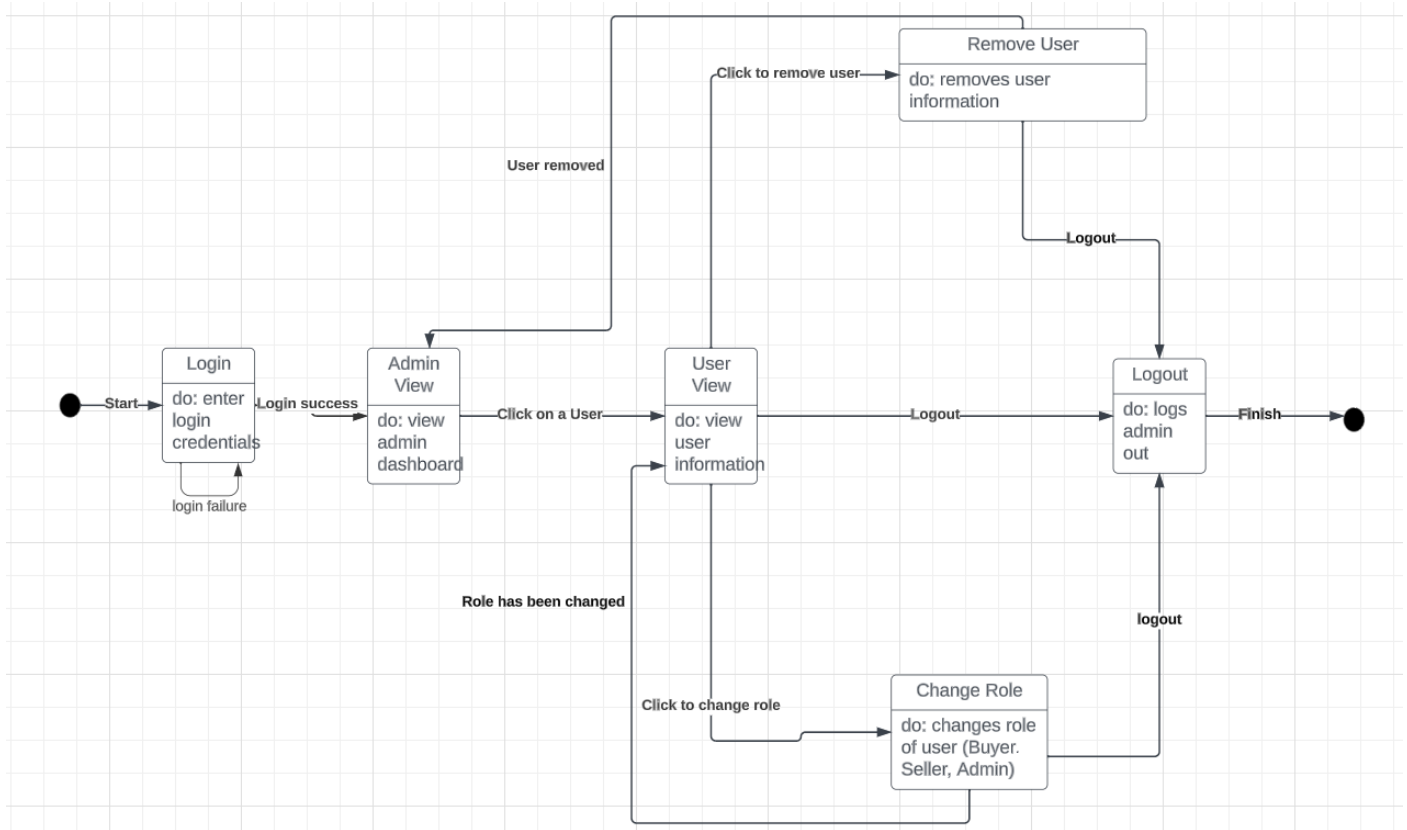 Remove User
do: removes user
information
Click to remove user
User removed
Logout
Login
do: enter
login
credentials
login failure
Start
Login success
Admin
View
do: view
admin
dashboard
Click on a User
User
View
do: view
user
information
Logout
Logout
do: logs
admin
out
Finish
Role has been changed
logout
Click to change role
Change Role
do: changes role
of user (Buyer.
Seller, Admin)